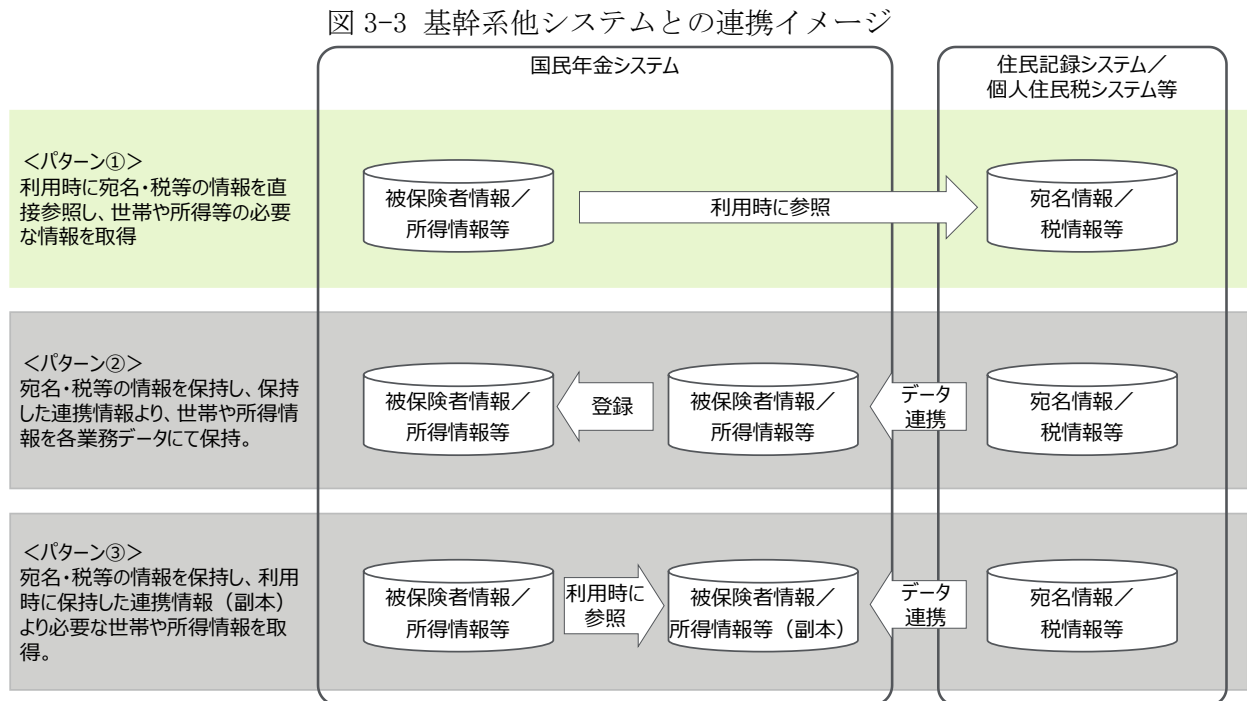 図 3-3 基幹系他システムとの連携イメージ
国民年金システム
住民記録システム／
個人住民税システム等
＜パターン①＞
利用時に宛名・税等の情報を直
接参照し、世帯や所得等の必要
な情報を取得
被保険者情報／
所得情報等
利用時に参照
宛名情報／
税情報等
＜パターン②＞
宛名・税等の情報を保持し、保持
した連携情報より、世帯や所得情
報を各業務データにて保持。
被保険者情報／
所得情報等
登録
被保険者情報／
所得情報等
データ
連携
宛名情報／
税情報等
＜パターン③＞
宛名・税等の情報を保持し、利用
時に保持した連携情報（副本）
より必要な世帯や所得情報を取
得。
被保険者情報／
所得情報等
利用時に
参照
被保険者情報／
所得情報等（副本）
データ
連携
宛名情報／
税情報等